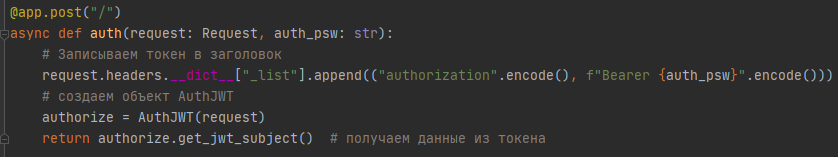 @app.post("/")
async def auth(request: Request, auth_psw: str):
    # Записываем токен в заголовок
    request.headers.__dict__["_list"].append(("authorization".encode(), f"Bearer {auth_psw}".encode()))
    # создаем объект AuthJWT
    authorize = AuthJWT(request)
    return authorize.get_jwt_subject()  # получаем данные из токена